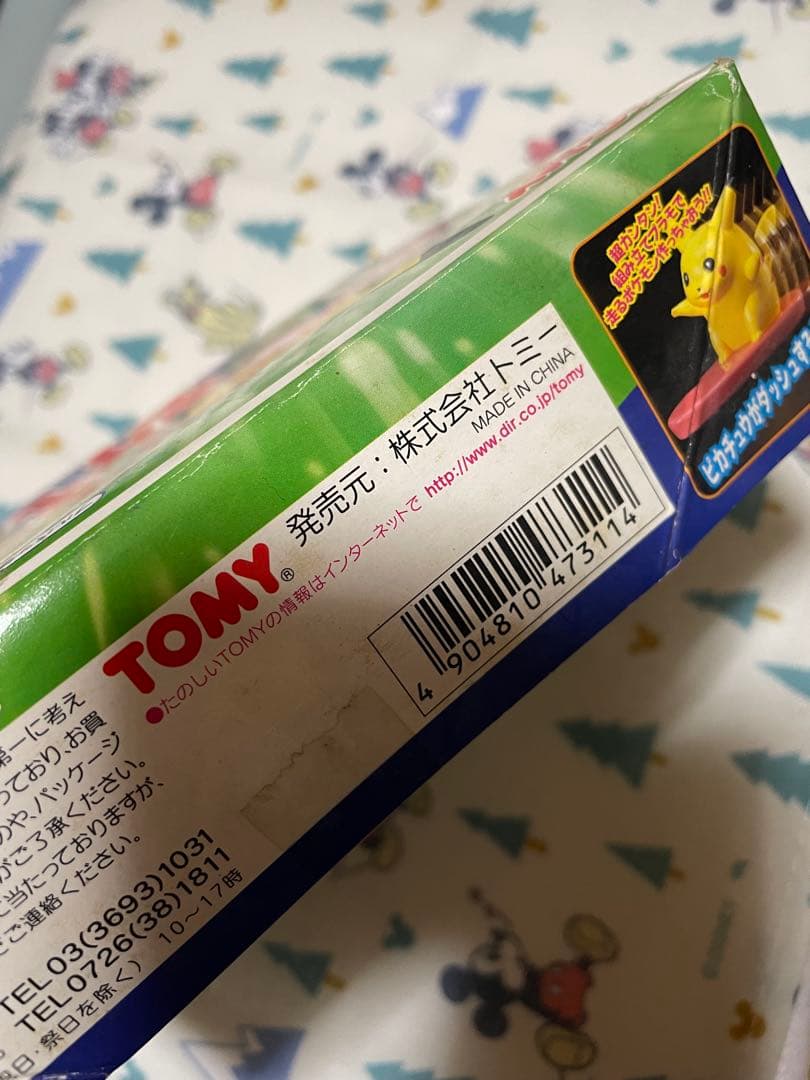 超カンタン!
組み立てプラモで
走るポケモン作っちゃおう!!
ピカチュウがダッシュする
発売元:株式会社トミー
MADE IN CHINA
TOMY®
●たのしいTOMYの情報はインターネットで http://www.dir.co.jp/tomy
4 904810 473114
第一に考え
っており、お買
のや、パッケージ
がご了承ください。
に当たっておりますが、
ご連絡ください。
TEL 03(3693)1031
TEL 0726(38)1811
日・祭日を除く) 10〜17時